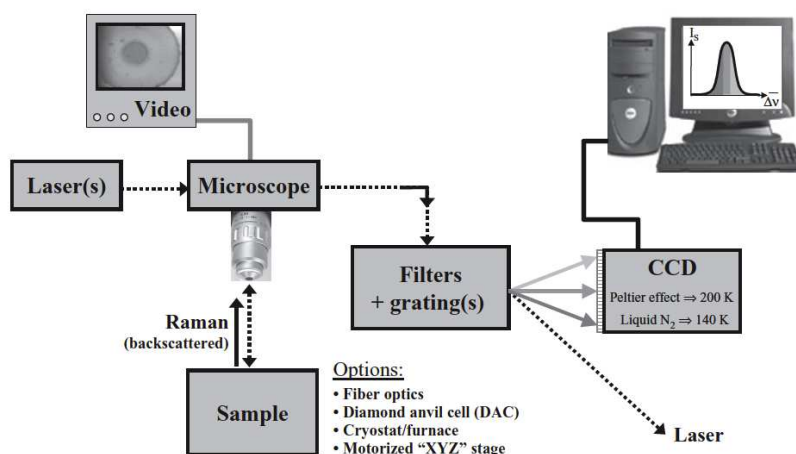 Video
I_S
Δν̄
Laser(s)
Microscope
Filters
+ grating(s)
CCD
Peltier effect ⇒ 200 K
Liquid N₂ ⇒ 140 K
Raman
(backscattered)
Sample
Options:
• Fiber optics
• Diamond anvil cell (DAC)
• Cryostat/furnace
• Motorized “XYZ” stage
Laser